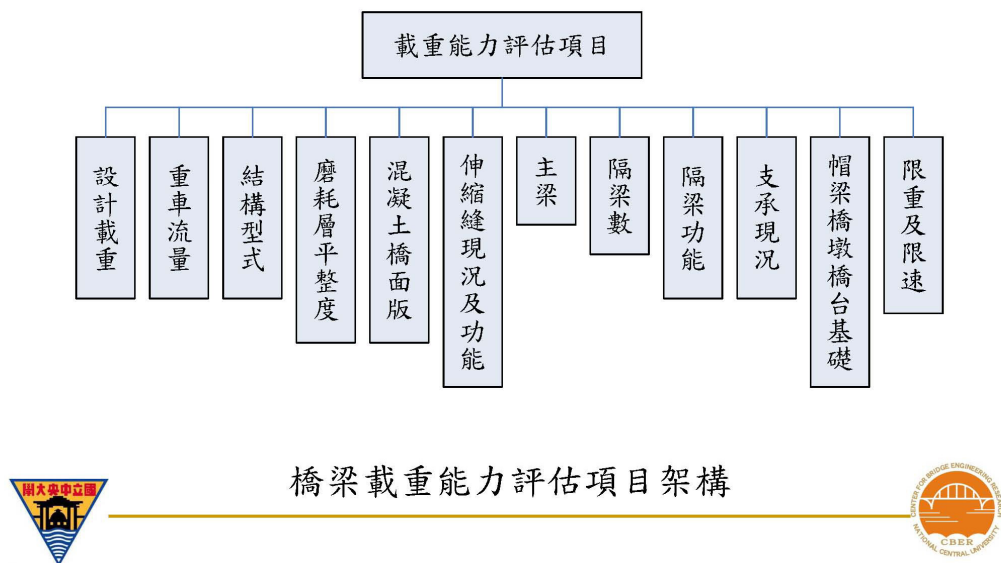 載重能力評估項目
設計載重
重車流量
結構型式
磨耗層平整度
混凝土橋面版
伸縮縫現況及功能
主梁
隔梁數
隔梁功能
支承現況
帽梁橋墩橋台基礎
限重及限速
橋梁載重能力評估項目架構
國立中央大學
CENTER FOR BRIDGE ENGINEERING RESEARCH
CBER
NATIONAL CENTRAL UNIVERSITY